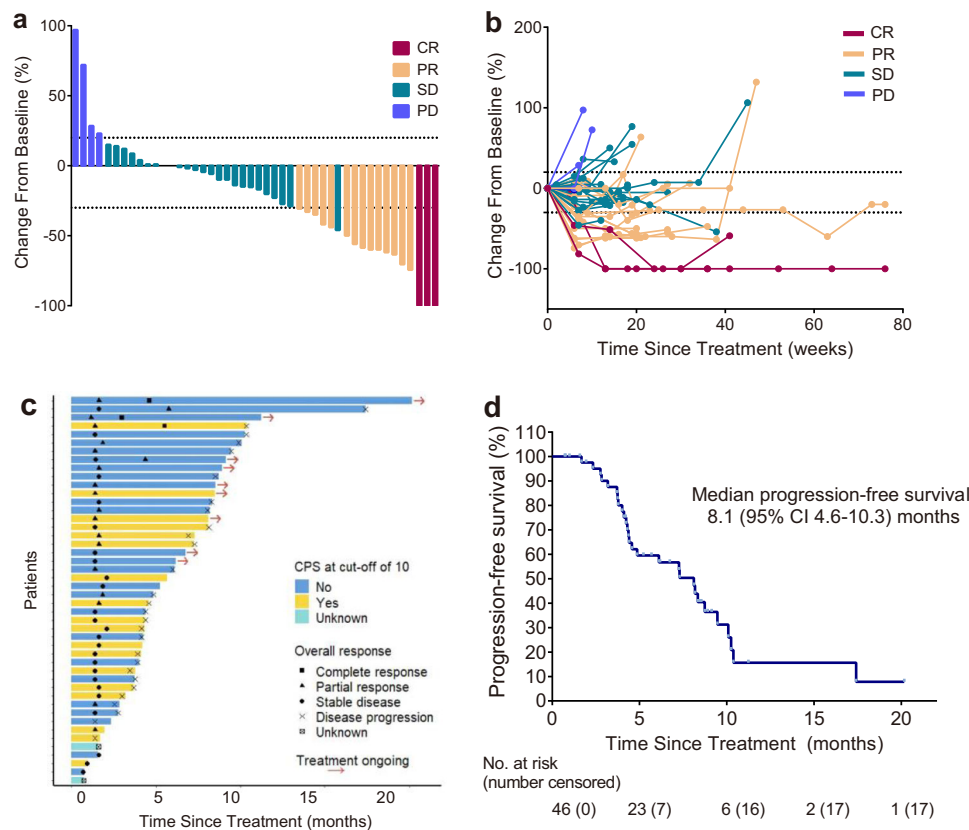 a
100
50
0
-50
-100
Change From Baseline (%)
CR
PR
SD
PD
b
200
100
0
-100
Change From Baseline (%)
0 20 40 60 80
Time Since Treatment (weeks)
CR
PR
SD
PD
c
Patients
CPS at cut-off of 10
No
Yes
Unknown
Overall response
Complete response
Partial response
Stable disease
Disease progression
Unknown
Treatment ongoing
0 5 10 15 20
Time Since Treatment (months)
d
Progression-free survival (%)
110
100
90
80
70
60
50
40
30
20
10
0
Median progression-free survival
8.1 (95% CI 4.6-10.3) months
0 5 10 15 20
Time Since Treatment (months)
No. at risk
(number censored)
46 (0) 23 (7) 6 (16) 2 (17) 1 (17)